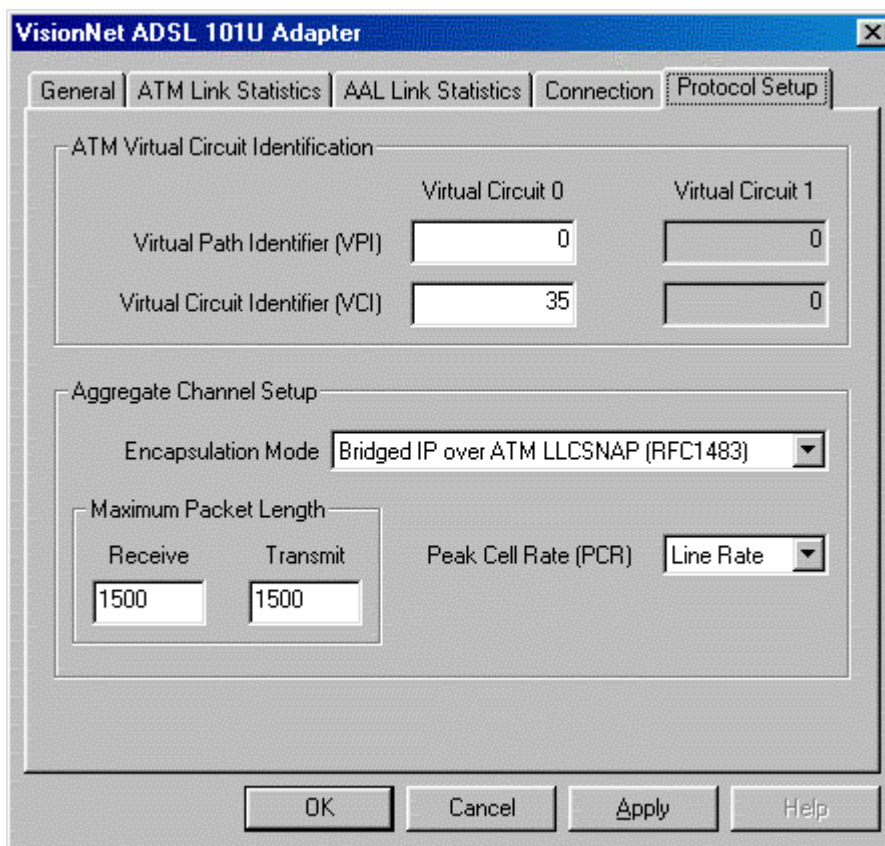 VisionNet ADSL 101U Adapter
General ATM Link Statistics AAL Link Statistics Connection Protocol Setup
ATM Virtual Circuit Identification
Virtual Circuit 0 Virtual Circuit 1
Virtual Path Identifier (VPI) 0 0
Virtual Circuit Identifier (VCI) 35 0
Aggregate Channel Setup
Encapsulation Mode Bridged IP over ATM LLCSNAP (RFC1483)
Maximum Packet Length
Receive Transmit Peak Cell Rate (PCR) Line Rate
1500 1500
OK Cancel Apply Help